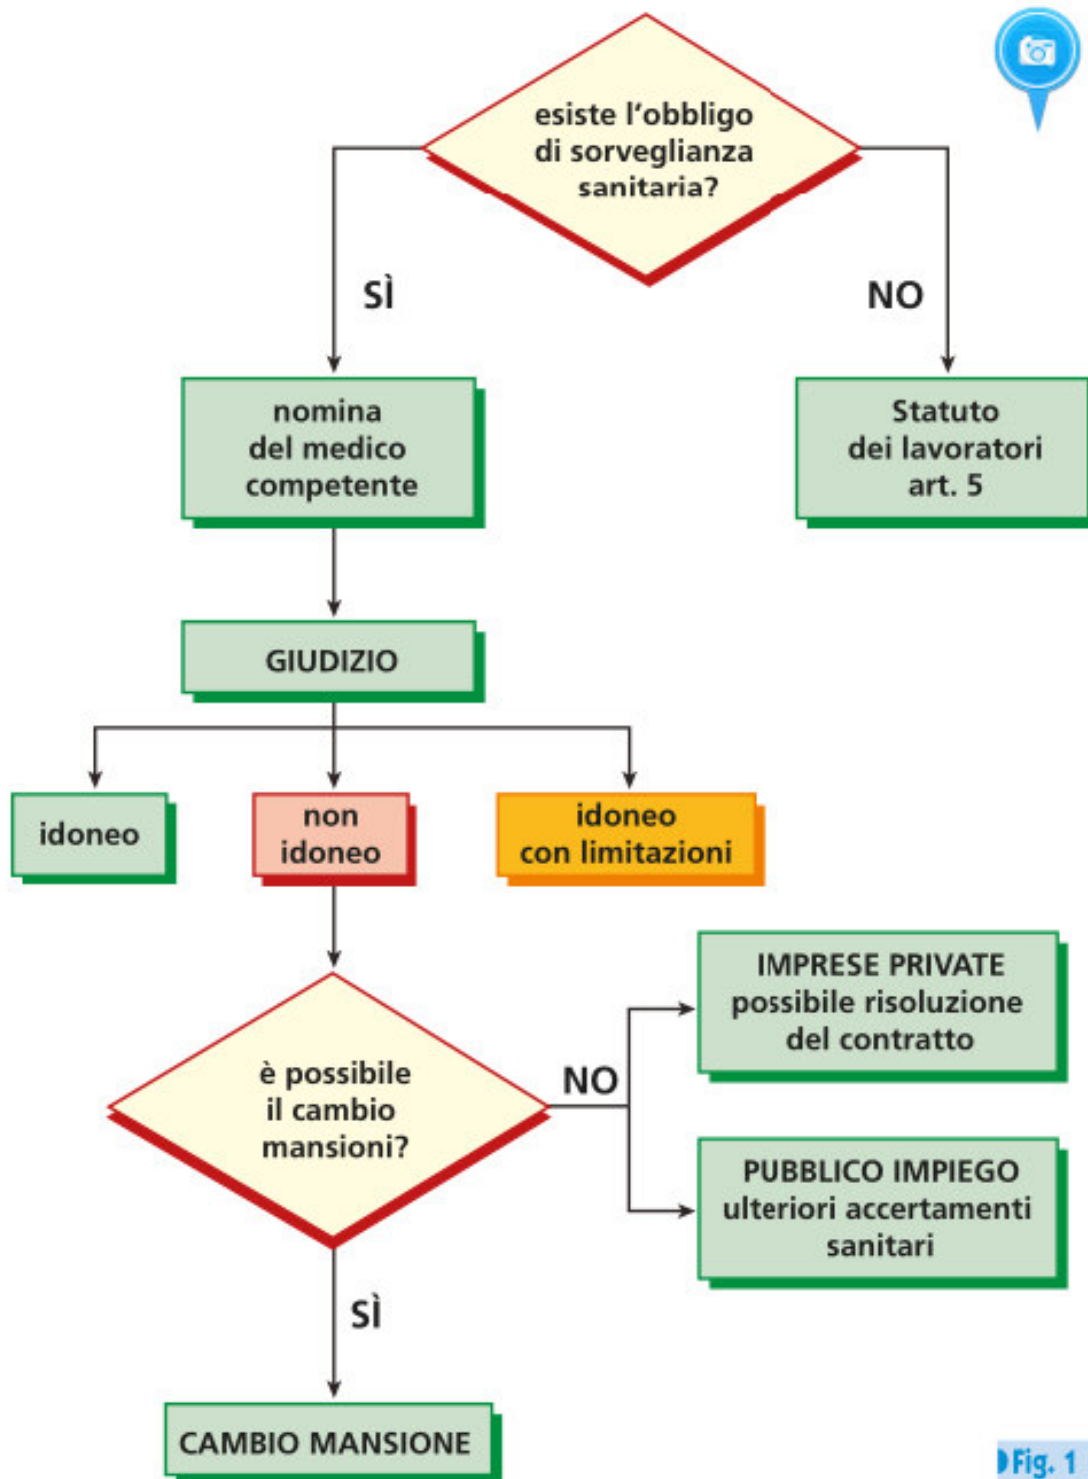 esiste l'obbligo
di sorveglianza
sanitaria?
SÌ
NO
nomina
del medico
competente
Statuto
dei lavoratori
art. 5
GIUDIZIO
idoneo
non
idoneo
idoneo
con limitazioni
IMPRESE PRIVATE
possibile risoluzione
del contratto
è possibile
il cambio
mansioni?
NO
PUBBLICO IMPIEGO
ulteriori accertamenti
sanitari
SÌ
CAMBIO MANSIONE
Fig. 1